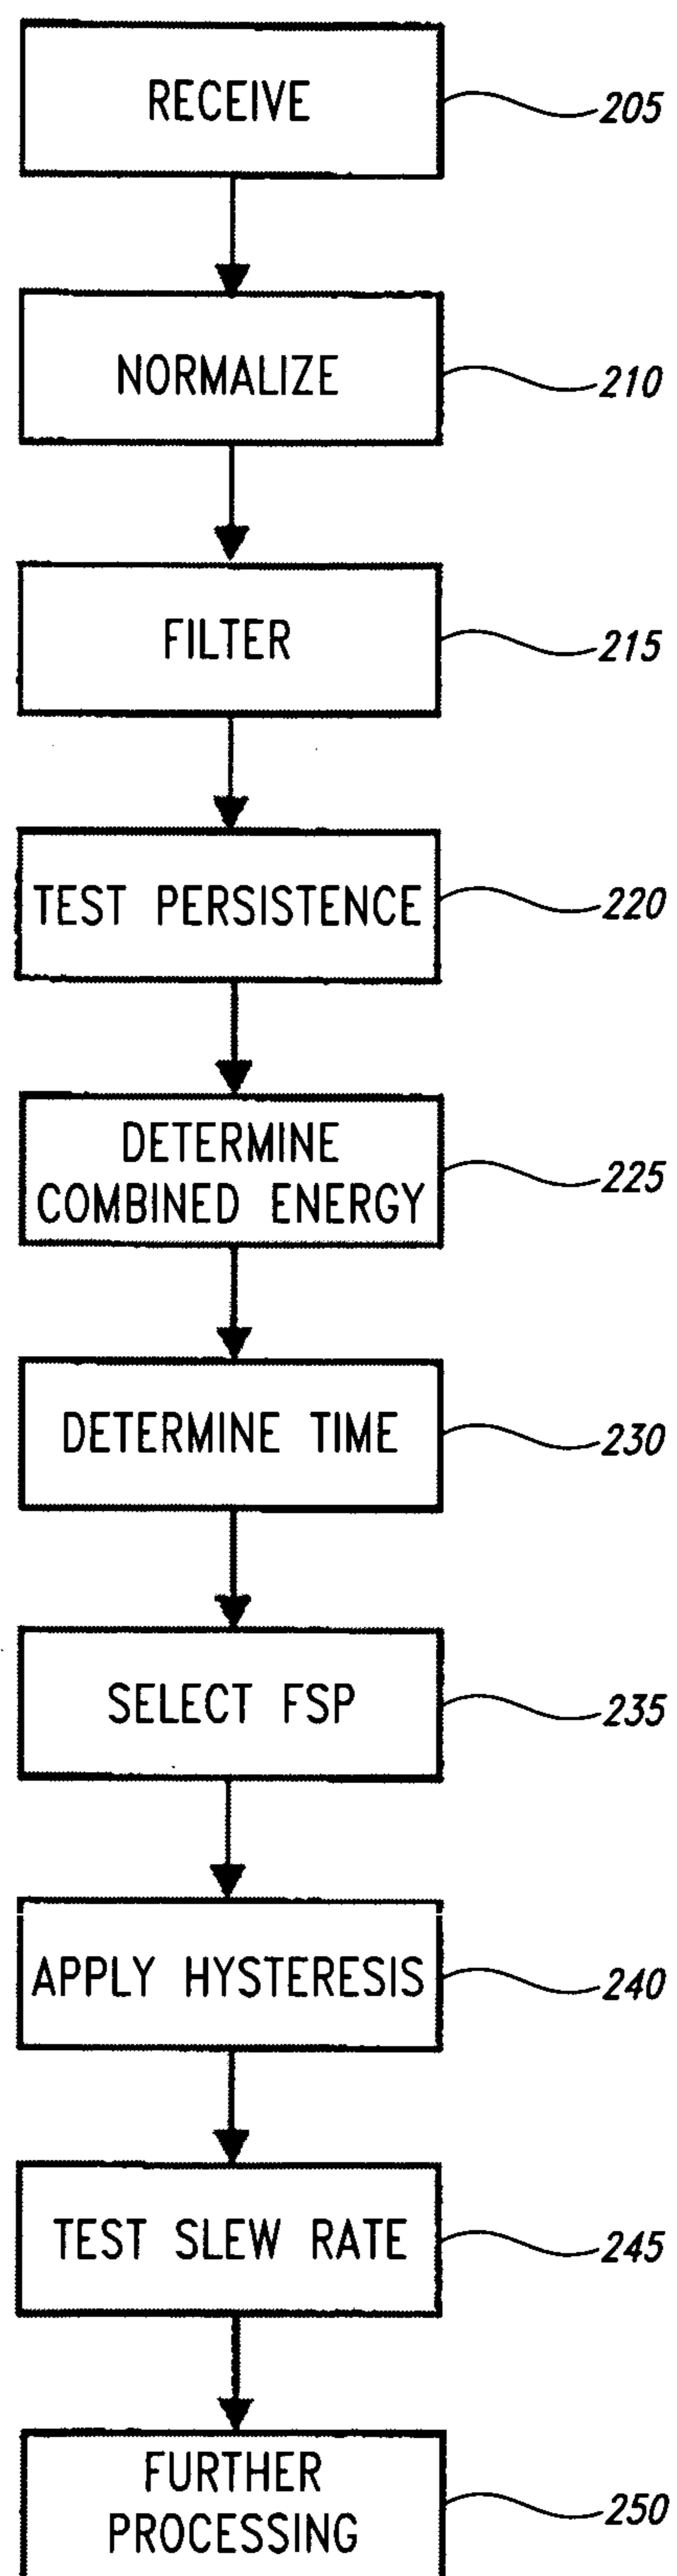 RECEIVE
205
NORMALIZE
210
FILTER
215
TEST PERSISTENCE
220
DETERMINE
COMBINED ENERGY
225
DETERMINE TIME
230
SELECT FSP
235
APPLY HYSTERESIS
240
TEST SLEW RATE
245
FURTHER
PROCESSING
250